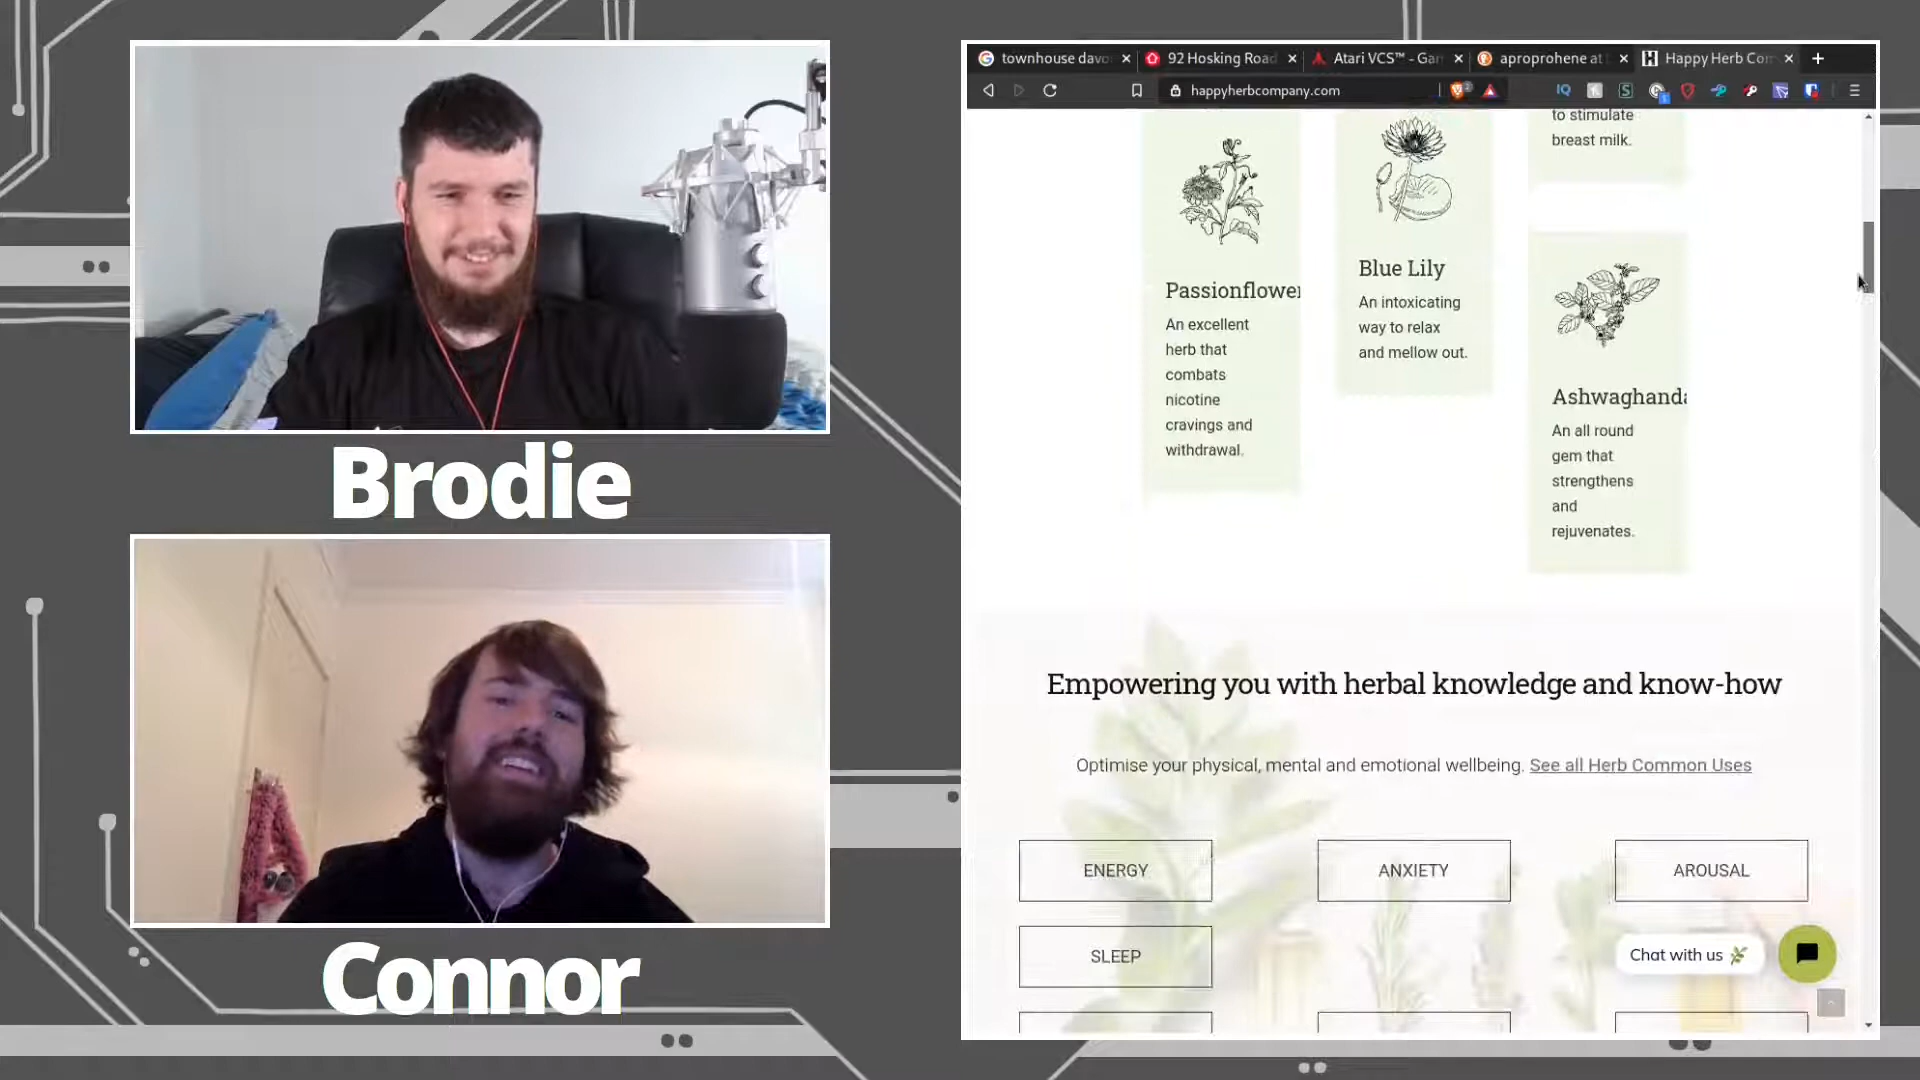 Brodie
Connor
townhouse davo
92 Hosking Road
Atari VCS™ - Gar
aproprohene at
Happy Herb Com
happyherbcompany.com
to stimulate
breast milk.
Passionflower
An excellent
herb that
combats
nicotine
cravings and
withdrawal.
Blue Lily
An intoxicating
way to relax
and mellow out.
Ashwaghanda
An all round
gem that
strengthens
and
rejuvenates.
Empowering you with herbal knowledge and know-how
Optimise your physical, mental and emotional wellbeing. See all Herb Common Uses
ENERGY
ANXIETY
AROUSAL
SLEEP
Chat with us